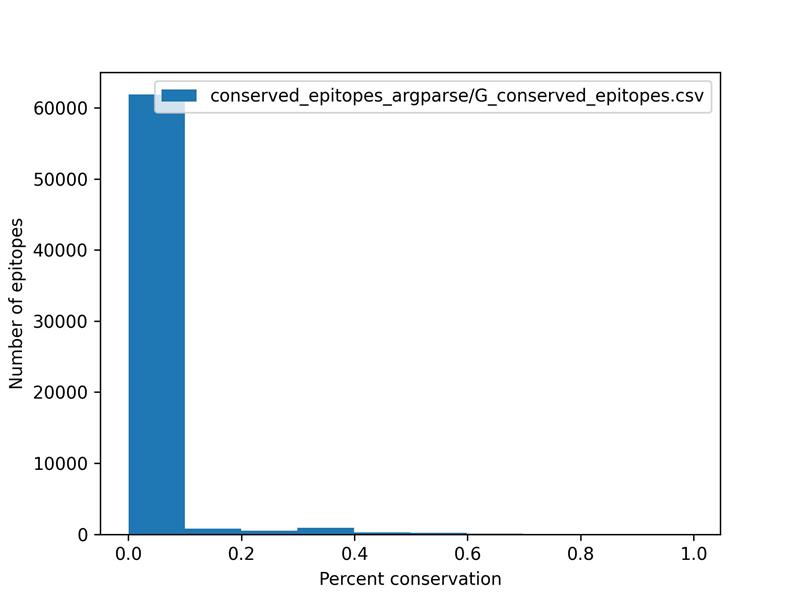 conserved_epitopes_argparse/G_conserved_epitopes.csv
Number of epitopes
60000
50000
40000
30000
20000
10000
0
0.0 0.2 0.4 0.6 0.8 1.0
Percent conservation